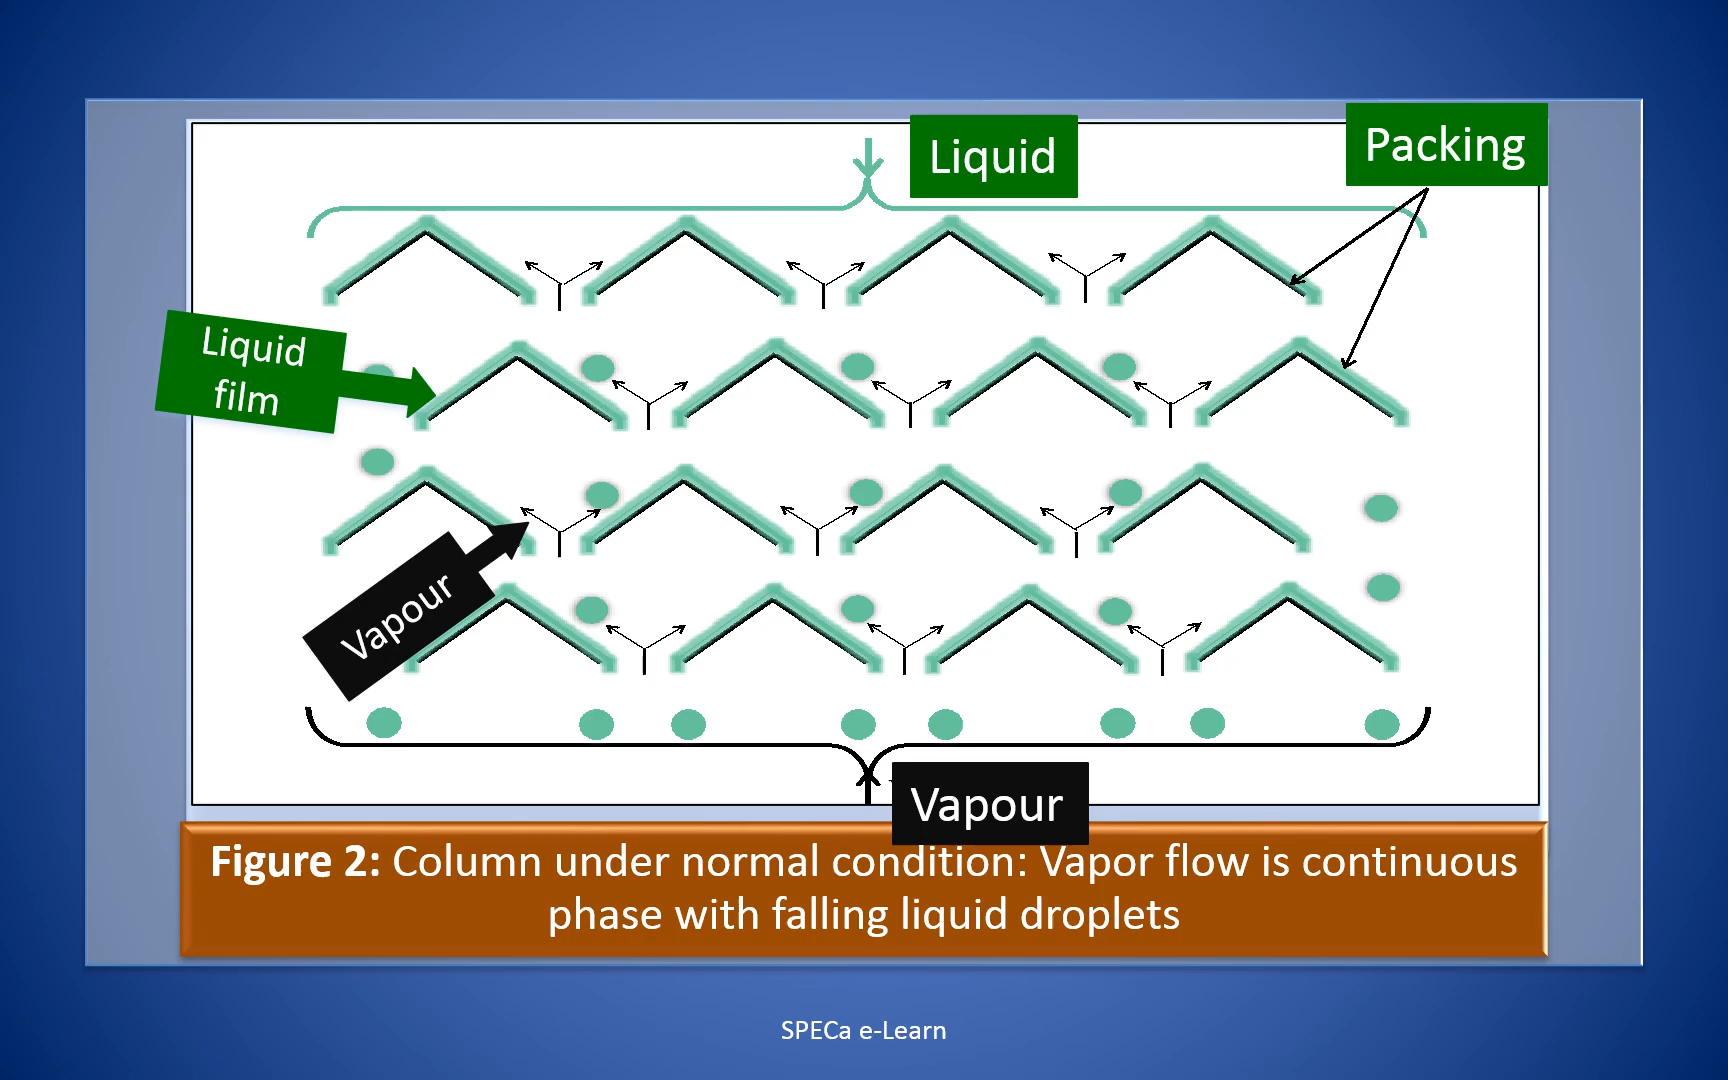 Liquid
Packing
Liquid
film
Vapour
Vapour
Figure 2: Column under normal condition: Vapor flow is continuous
phase with falling liquid droplets
SPECa e-Learn